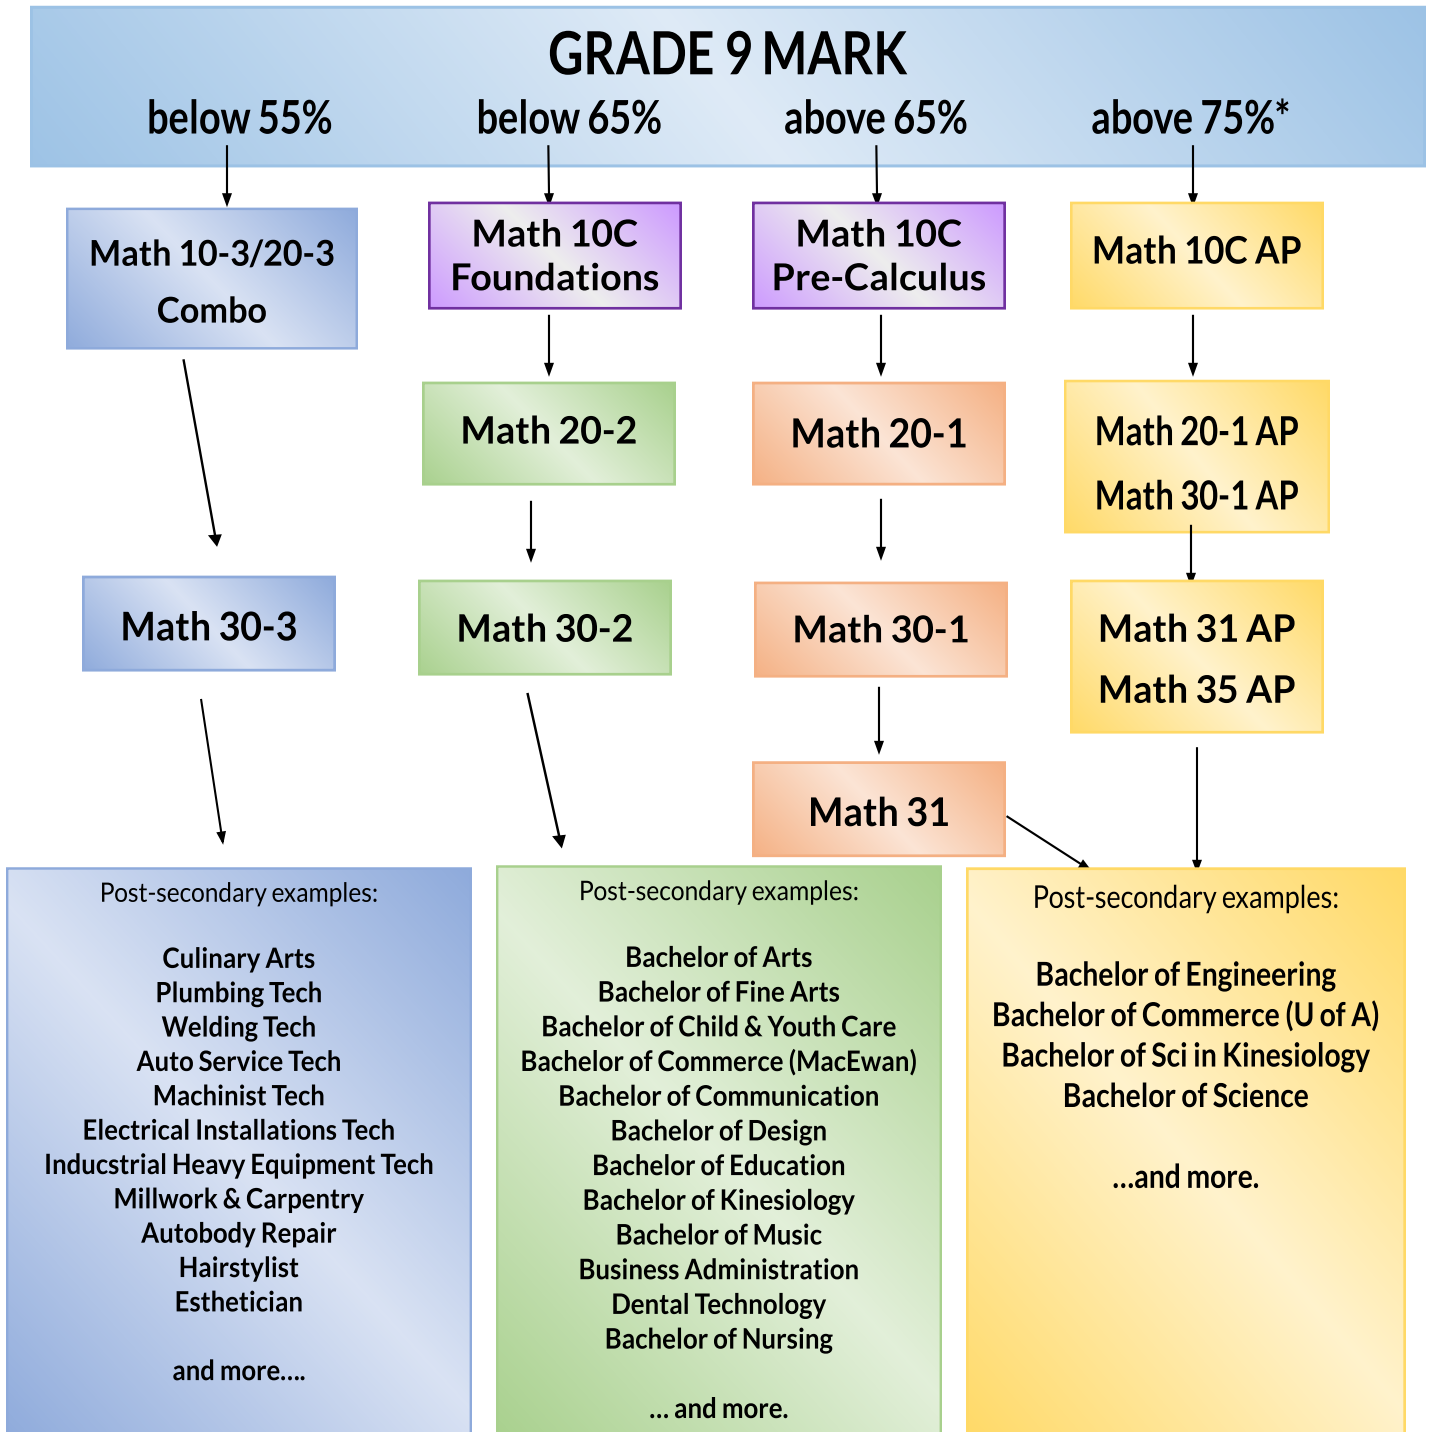 GRADE 9 MARK
below 55%
below 65%
above 65%
above 75%*
Math 10-3/20-3
Combo
Math 10C
Foundations
Math 10C
Pre-Calculus
Math 10C AP
Math 20-2
Math 20-1
Math 20-1 AP
Math 30-1 AP
Math 30-3
Math 30-2
Math 30-1
Math 31 AP
Math 35 AP
Math 31
Post-secondary examples:
Culinary Arts
Plumbing Tech
Welding Tech
Auto Service Tech
Machinist Tech
Electrical Installations Tech
Inducstrial Heavy Equipment Tech
Millwork & Carpentry
Autobody Repair
Hairstylist
Esthetician
and more....
Post-secondary examples:
Bachelor of Arts
Bachelor of Fine Arts
Bachelor of Child & Youth Care
Bachelor of Commerce (MacEwan)
Bachelor of Communication
Bachelor of Design
Bachelor of Education
Bachelor of Kinesiology
Bachelor of Music
Business Administration
Dental Technology
Bachelor of Nursing
... and more.
Post-secondary examples:
Bachelor of Engineering
Bachelor of Commerce (U of A)
Bachelor of Sci in Kinesiology
Bachelor of Science
...and more.